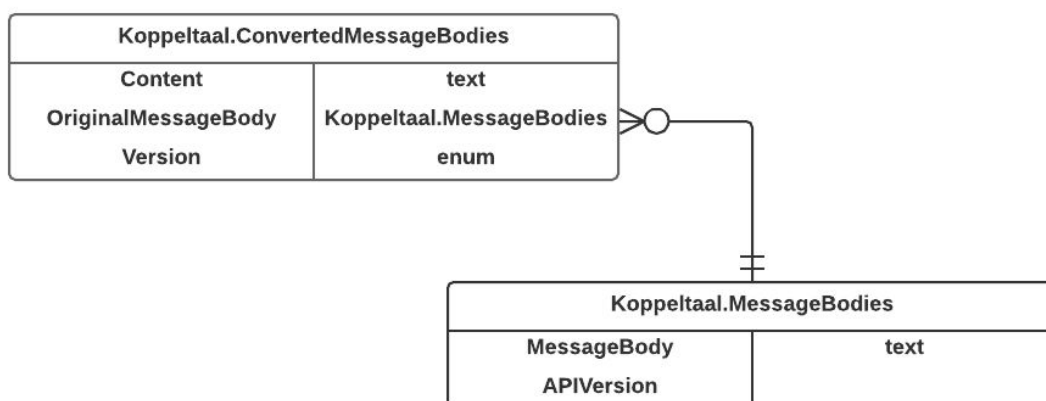 Koppeltaal.ConvertedMessageBodies
Content text
OriginalMessageBody Koppeltaal.MessageBodies
Version enum
Koppeltaal.MessageBodies
MessageBody text
APIVersion